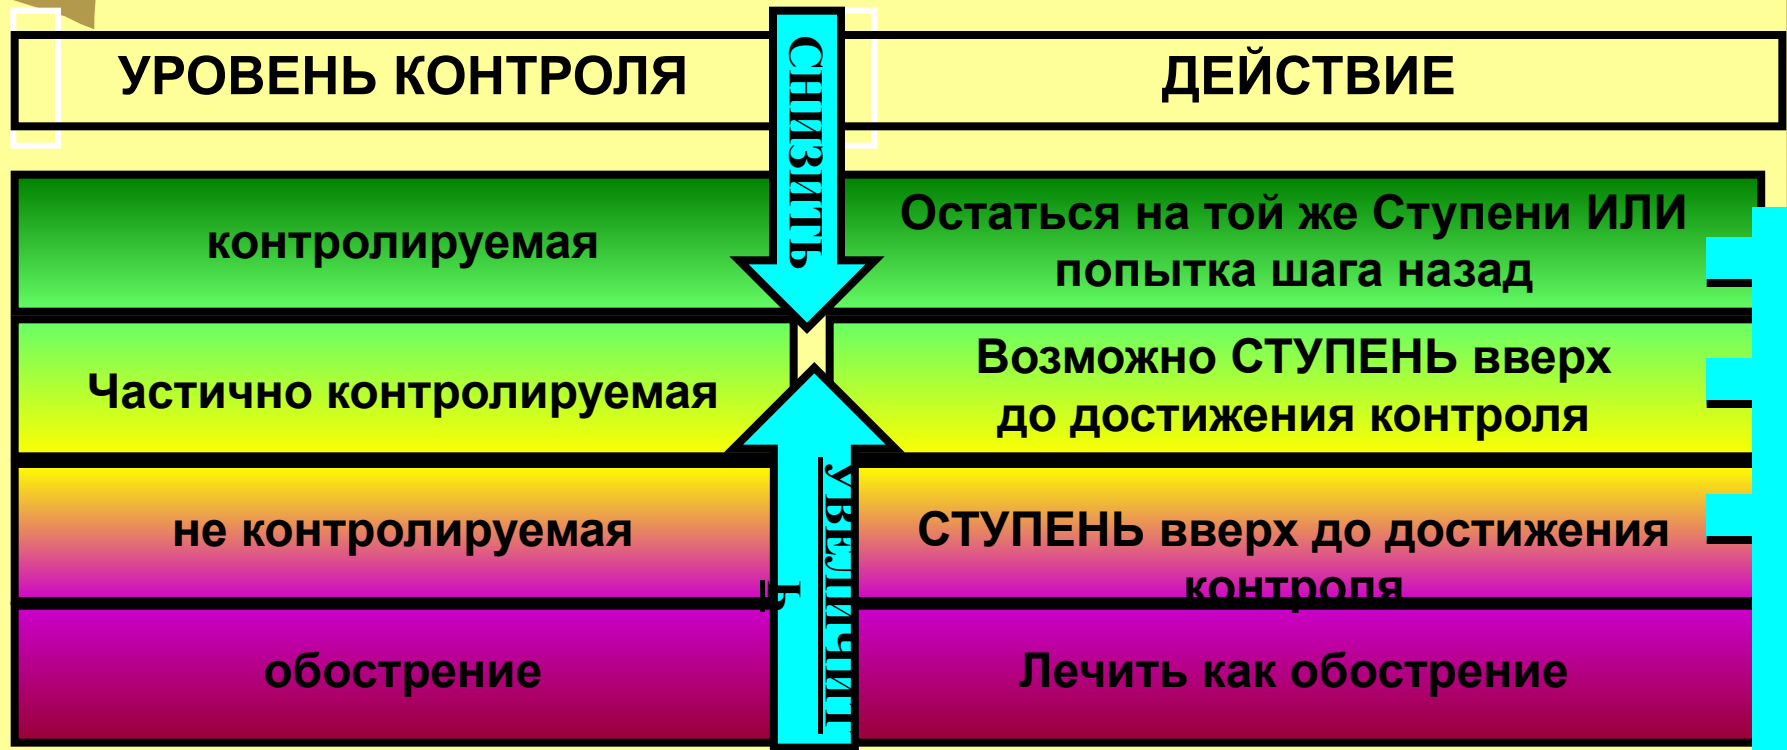 УРОВЕНЬ КОНТРОЛЯ
ДЕЙСТВИЕ
СНИЗИТЬ
контролируемая
Остаться на той же Ступени ИЛИ
попытка шага назад
Частично контролируемая
Возможно СТУПЕНЬ вверх
до достижения контроля
не контролируемая
СТУПЕНЬ вверх до достижения
контроля
УВЕЛИЧИТ
Ь
обострение
Лечить как обострение